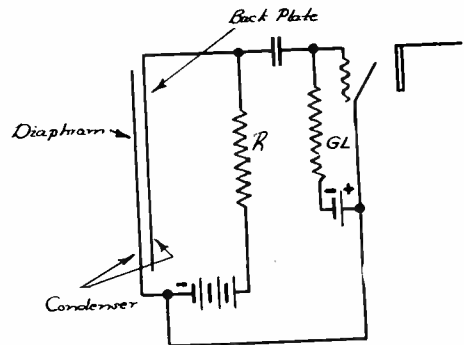 Back Plate
Diaphram
R
GL
- +
-
Condenser